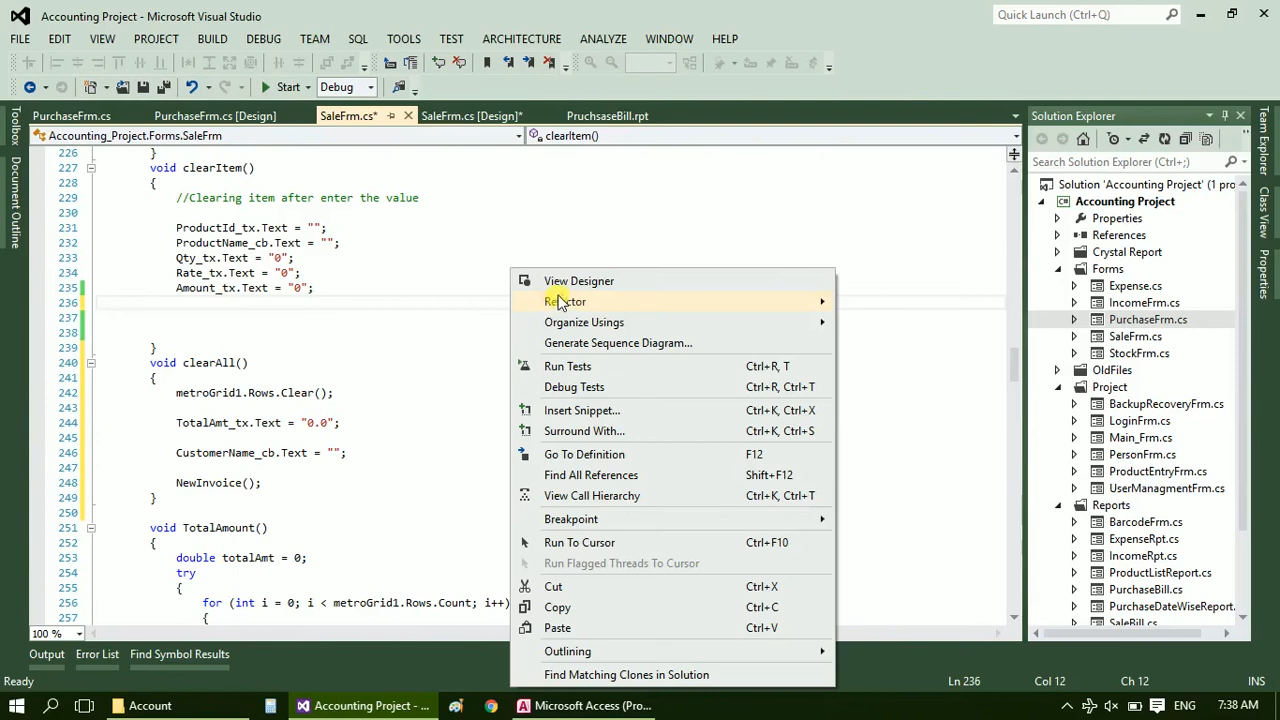 Accounting Project - Microsoft Visual Studio
Quick Launch (Ctrl+Q)
FILE EDIT VIEW PROJECT BUILD DEBUG TEAM SQL TOOLS TEST ARCHITECTURE ANALYZE WINDOW HELP
Start Debug
PurchaseFrm.cs PurchaseFrm.cs [Design] SaleFrm.cs* SaleFrm.cs [Design]* PruchsaseBill.rpt
Accounting_Project.Forms.SaleFrm clearItem()
Toolbox
Document Outline
226 }
227 void clearItem()
228 {
229 //Clearing item after enter the value
230
231 ProductId_tx.Text = "";
232 ProductName_cb.Text = "";
233 Qty_tx.Text = "0";
234 Rate_tx.Text = "0";
235 Amount_tx.Text = "0";
236
237
238
239 }
240 void clearAll()
241 {
242 metroGrid1.Rows.Clear();
243
244 TotalAmt_tx.Text = "0.0";
245
246 CustomerName_cb.Text = "";
247
248 NewInvoice();
249 }
250
251 void TotalAmount()
252 {
253 double totalAmt = 0;
254 try
255 {
256 for (int i = 0; i < metroGrid1.Rows.Count; i++)
257 {
100 %
View Designer
Organize Usings
Generate Sequence Diagram...
Run Tests Ctrl+R, T
Debug Tests Ctrl+R, Ctrl+T
Insert Snippet... Ctrl+K, Ctrl+X
Surround With... Ctrl+K, Ctrl+S
Go To Definition F12
Find All References Shift+F12
View Call Hierarchy Ctrl+K, Ctrl+T
Breakpoint
Run To Cursor Ctrl+F10
Run Flagged Threads To Cursor
Cut Ctrl+X
Copy Ctrl+C
Paste Ctrl+V
Outlining
Find Matching Clones in Solution
Solution Explorer
Search Solution Explorer (Ctrl+;)
Solution 'Accounting Project' (1 pro
Accounting Project
Properties
References
Crystal Report
Forms
Expense.cs
IncomeFrm.cs
PurchaseFrm.cs
SaleFrm.cs
StockFrm.cs
OldFiles
Project
BackupRecoveryFrm.cs
LoginFrm.cs
Main_Frm.cs
PersonFrm.cs
ProductEntryFrm.cs
UserManagmentFrm.cs
Reports
BarcodeFrm.cs
ExpenseRpt.cs
IncomeRpt.cs
ProductListReport.cs
PurchaseBill.cs
PurchaseDateWiseReport.
SaleBill.cs
Team Explorer
Class View
Properties
Output Error List Find Symbol Results
Ready Ln 236 Col 12 Ch 12 INS
Account Accounting Project - ... Microsoft Access (Pro... ENG 7:38 AM